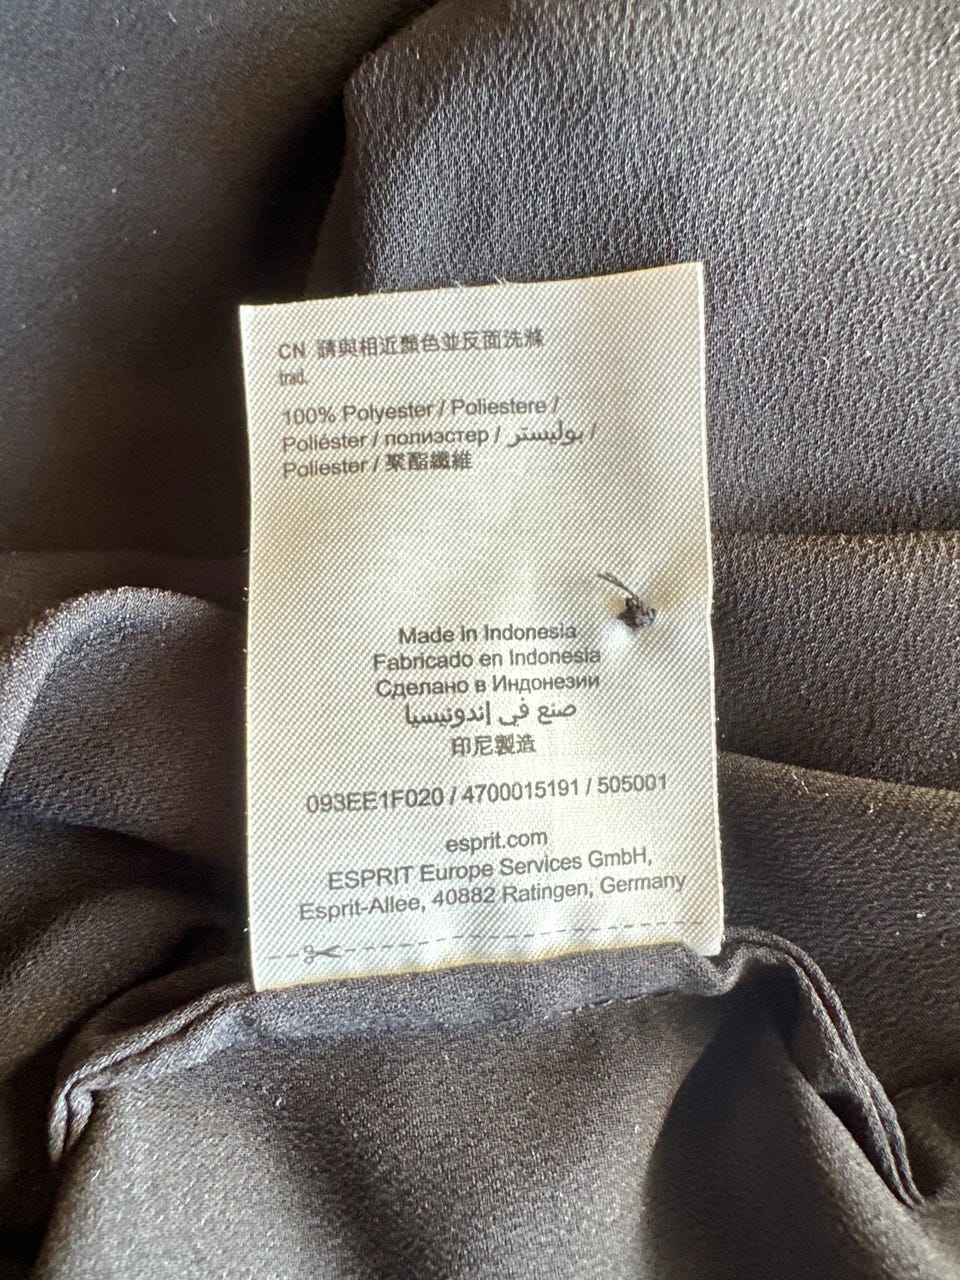 CN 請與相近顏色並反面洗滌
trad.
100% Polyester / Poliestere /
Poliéster / полиэстер / بوليستر /
Poliester / 聚酯纖維
Made in Indonesia
Fabricado en Indonesia
Сделано в Индонезии
صنع في إندونيسيا
印尼製造
093EE1F020 / 4700015191 / 505001
esprit.com
ESPRIT Europe Services GmbH,
Esprit-Allee, 40882 Ratingen, Germany